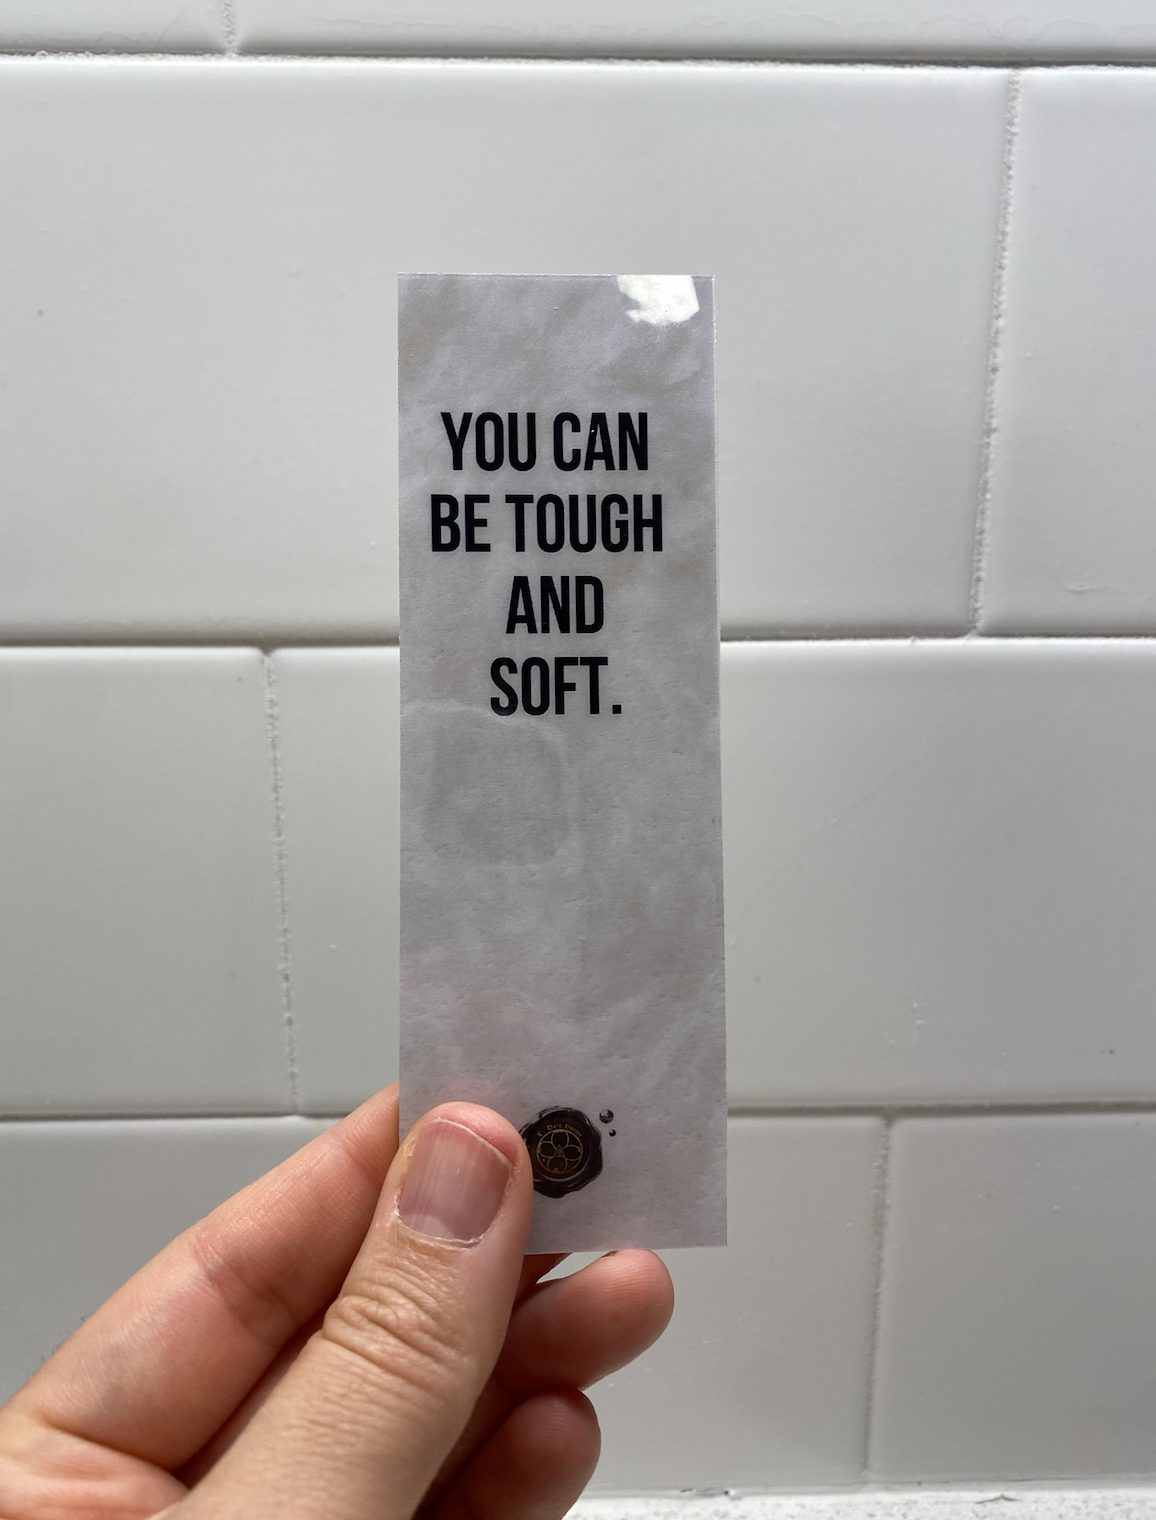 YOU CAN
BE TOUGH
AND
SOFT.